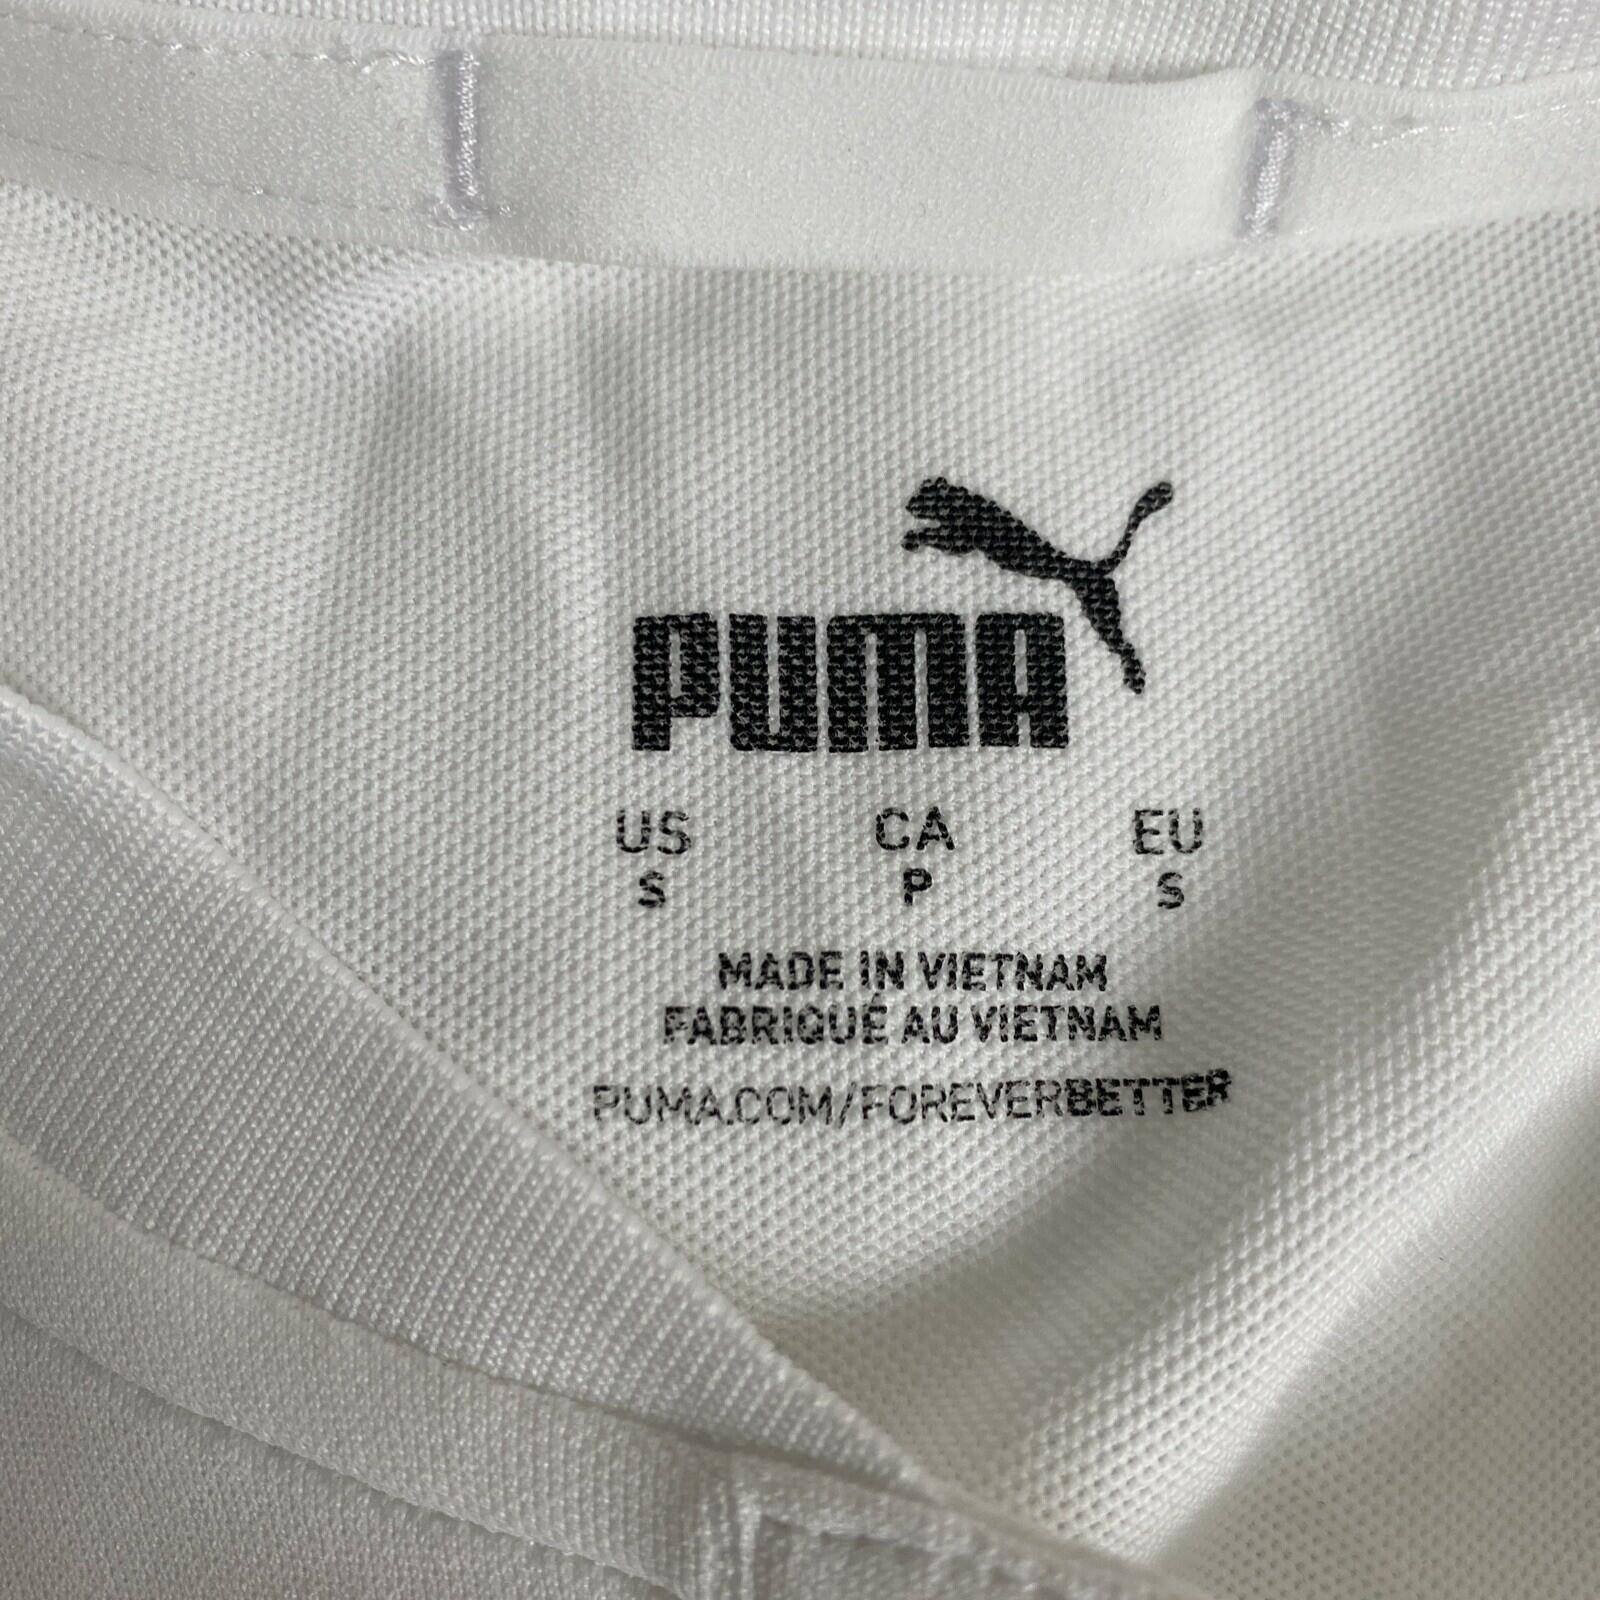 PUMA
US CA EU
S P S
MADE IN VIETNAM
FABRIQUÉ AU VIETNAM
PUMA.COM/FOREVERBETTER